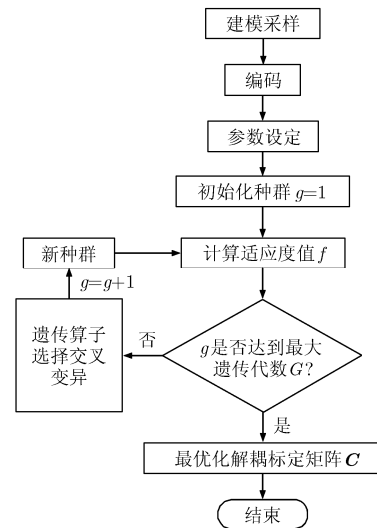 建模采样
编码
参数设定
初始化种群 g=1
新种群
计算适应度值 f
g=g+1
遗传算子
选择交叉
变异
否
g是否达到最大
遗传代数G?
是
最优化解耦标定矩阵 C
结束